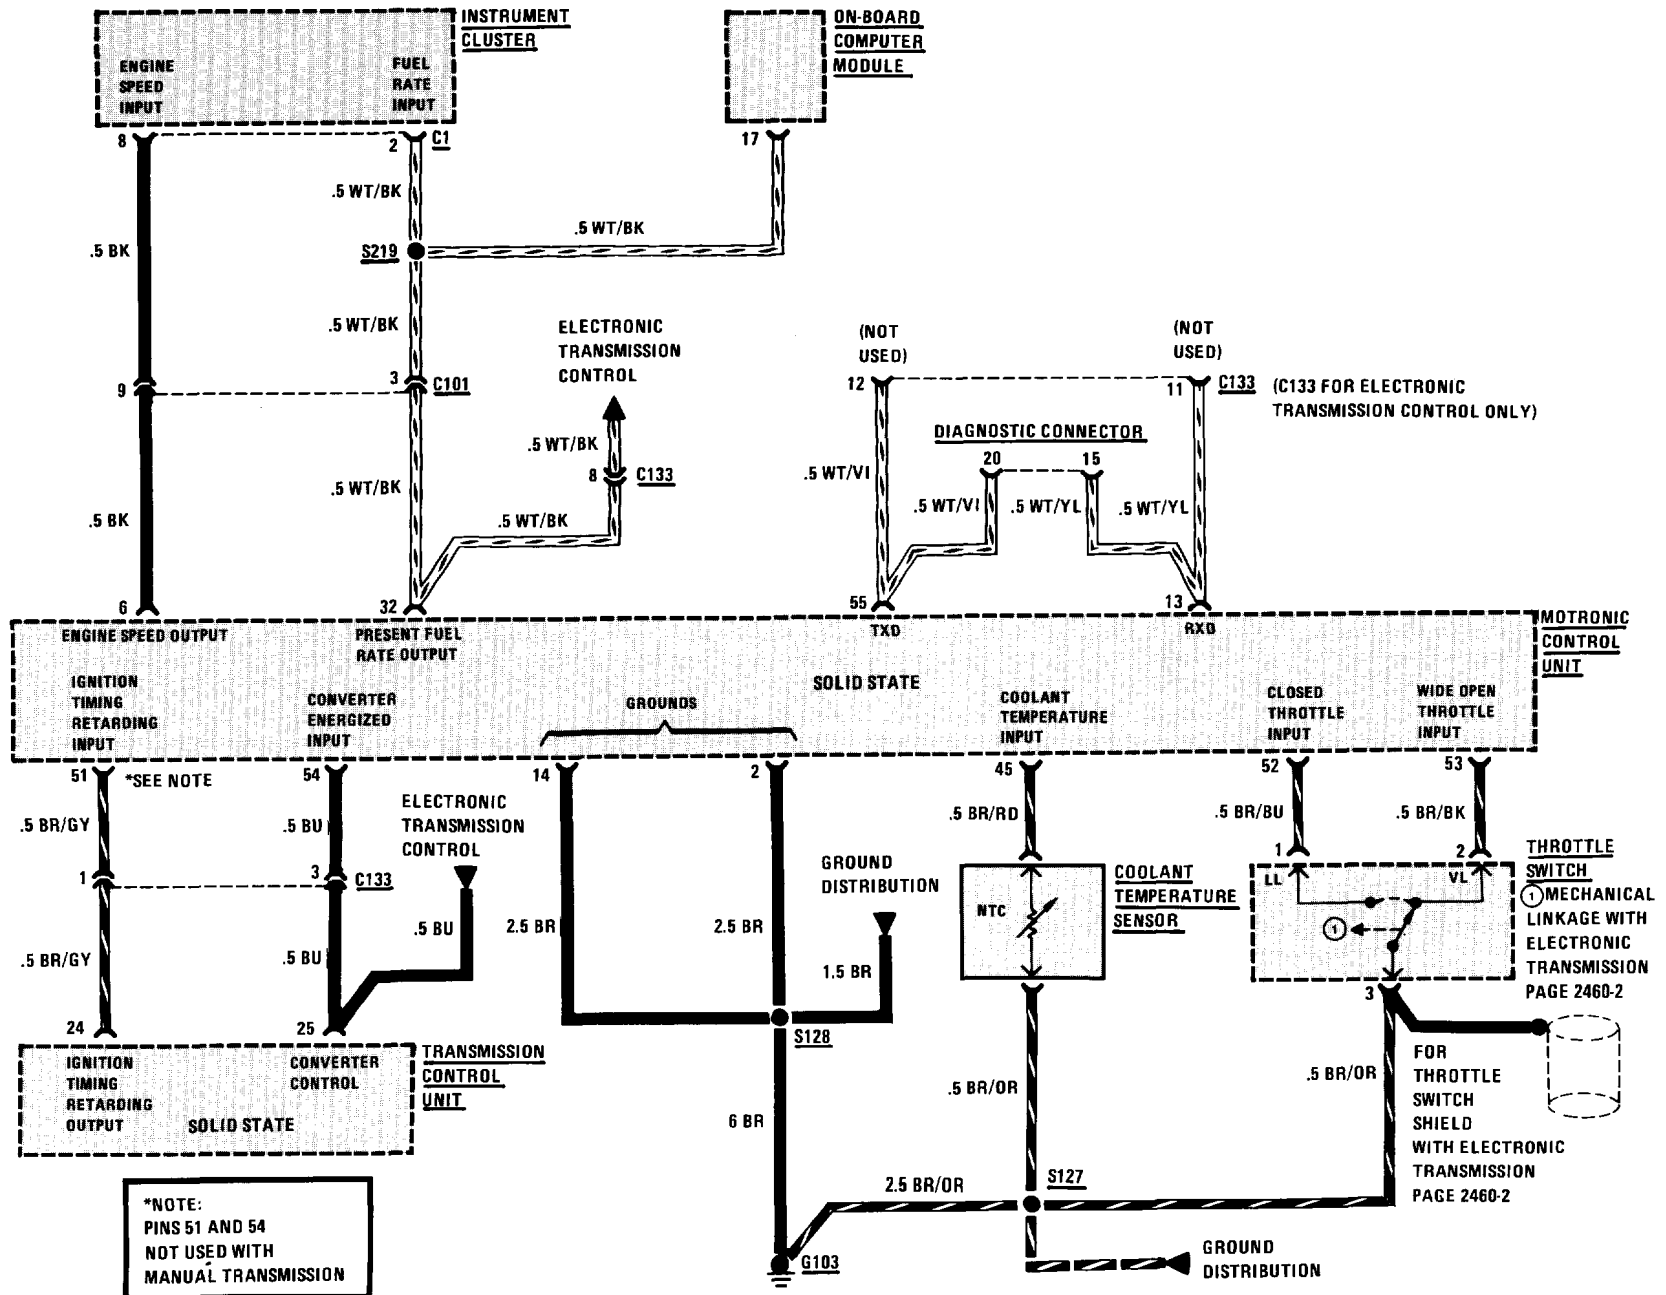 INSTRUMENT
CLUSTER
ENGINE
SPEED
INPUT
FUEL
RATE
INPUT
ON-BOARD
COMPUTER
MODULE
8
2
C1
17
.5 WT/BK
.5 WT/BK
S219
.5 BK
.5 WT/BK
9
3
C101
ELECTRONIC
TRANSMISSION
CONTROL
.5 WT/BK
8
C133
.5 WT/BK
.5 WT/BK
.5 BK
6
32
(NOT
USED)
12
(NOT
USED)
11
C133
(C133 FOR ELECTRONIC
TRANSMISSION CONTROL ONLY)
DIAGNOSTIC CONNECTOR
20
15
.5 WT/VI
.5 WT/VI
.5 WT/YL
.5 WT/YL
55
13
MOTRONIC
CONTROL
UNIT
ENGINE SPEED OUTPUT
PRESENT FUEL
RATE OUTPUT
TXD
RXD
IGNITION
TIMING
RETARDING
INPUT
CONVERTER
ENERGIZED
INPUT
GROUNDS
SOLID STATE
COOLANT
TEMPERATURE
INPUT
CLOSED
THROTTLE
INPUT
WIDE OPEN
THROTTLE
INPUT
51
*SEE NOTE
54
14
2
45
52
53
.5 BR/GY
.5 BU
ELECTRONIC
TRANSMISSION
CONTROL
1
3
C133
.5 BR/GY
.5 BU
.5 BU
24
25
2.5 BR
2.5 BR
GROUND
DISTRIBUTION
1.5 BR
S128
.5 BR/RD
NTC
COOLANT
TEMPERATURE
SENSOR
.5 BR/BU
.5 BR/BK
1
2
LL
VL
1
3
THROTTLE
SWITCH
1 MECHANICAL
LINKAGE WITH
ELECTRONIC
TRANSMISSION
PAGE 2460-2
TRANSMISSION
CONTROL
UNIT
IGNITION
TIMING
RETARDING
OUTPUT
CONVERTER
CONTROL
SOLID STATE
6 BR
.5 BR/OR
.5 BR/OR
FOR
THROTTLE
SWITCH
SHIELD
WITH ELECTRONIC
TRANSMISSION
PAGE 2460-2
2.5 BR/OR
S127
G103
GROUND
DISTRIBUTION
*NOTE:
PINS 51 AND 54
NOT USED WITH
MANUAL TRANSMISSION